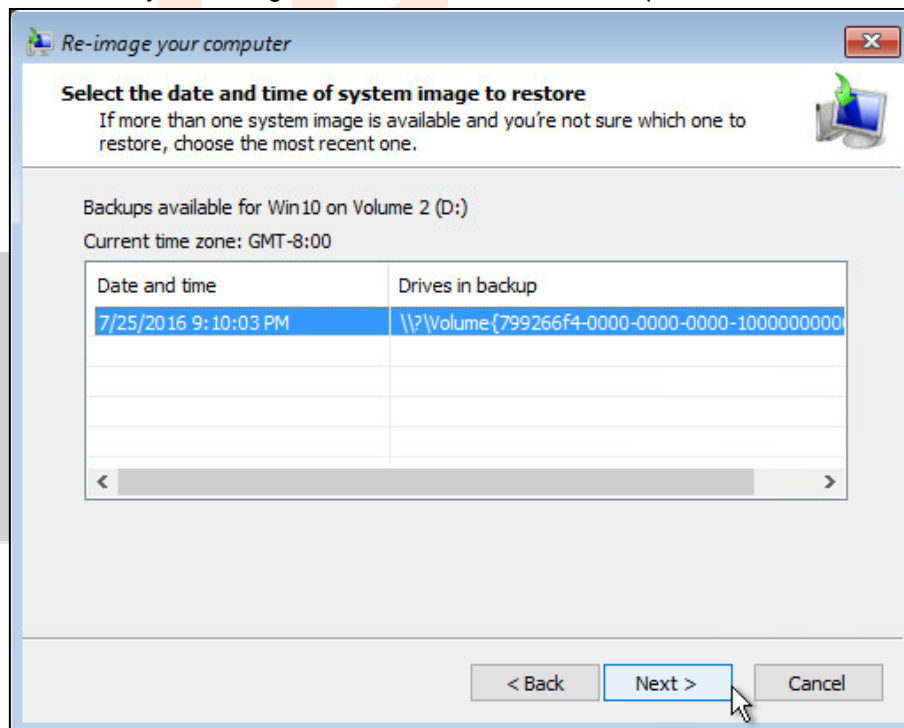 Re-image your computer
Select the date and time of system image to restore
If more than one system image is available and you're not sure which one to
restore, choose the most recent one.
Backups available for Win10 on Volume 2 (D:)
Current time zone: GMT-8:00
Date and time Drives in backup
7/25/2016 9:10:03 PM \\?\Volume{799266f4-0000-0000-0000-1000000000
< Back Next > Cancel